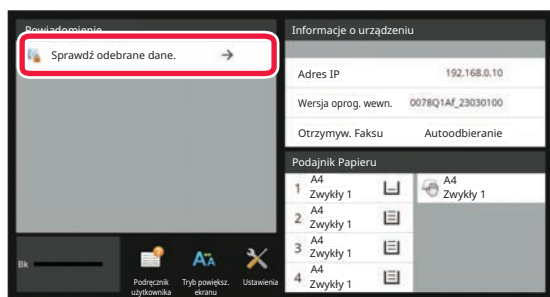 Powiadomienie
Sprawdź odebrane dane.
Informacje o urządzeniu
Adres IP 192.168.0.10
Wersja oprog. wewn. 0078Q1Af_23030100
Otrzymyw. Faksu Autoodbieranie
Podajnik Papieru
1 A4
Zwykły 1
A4
Zwykły 1
2 A4
Zwykły 1
3 A4
Zwykły 1
4 A4
Zwykły 1
Bk
Podręcznik
użytkownika
Tryb powiększ.
ekranu
Ustawienia